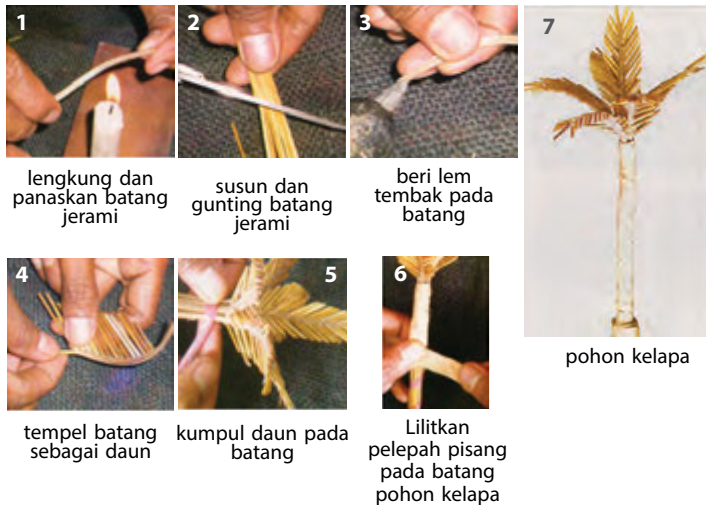 1
lengkung dan
panaskan batang
jerami
2
susun dan
gunting batang
jerami
3
beri lem
tembak pada
batang
4
tempel batang
sebagai daun
5
kumpul daun pada
batang
6
Lilitkan
pelepah pisang
pada batang
pohon kelapa
7
pohon kelapa